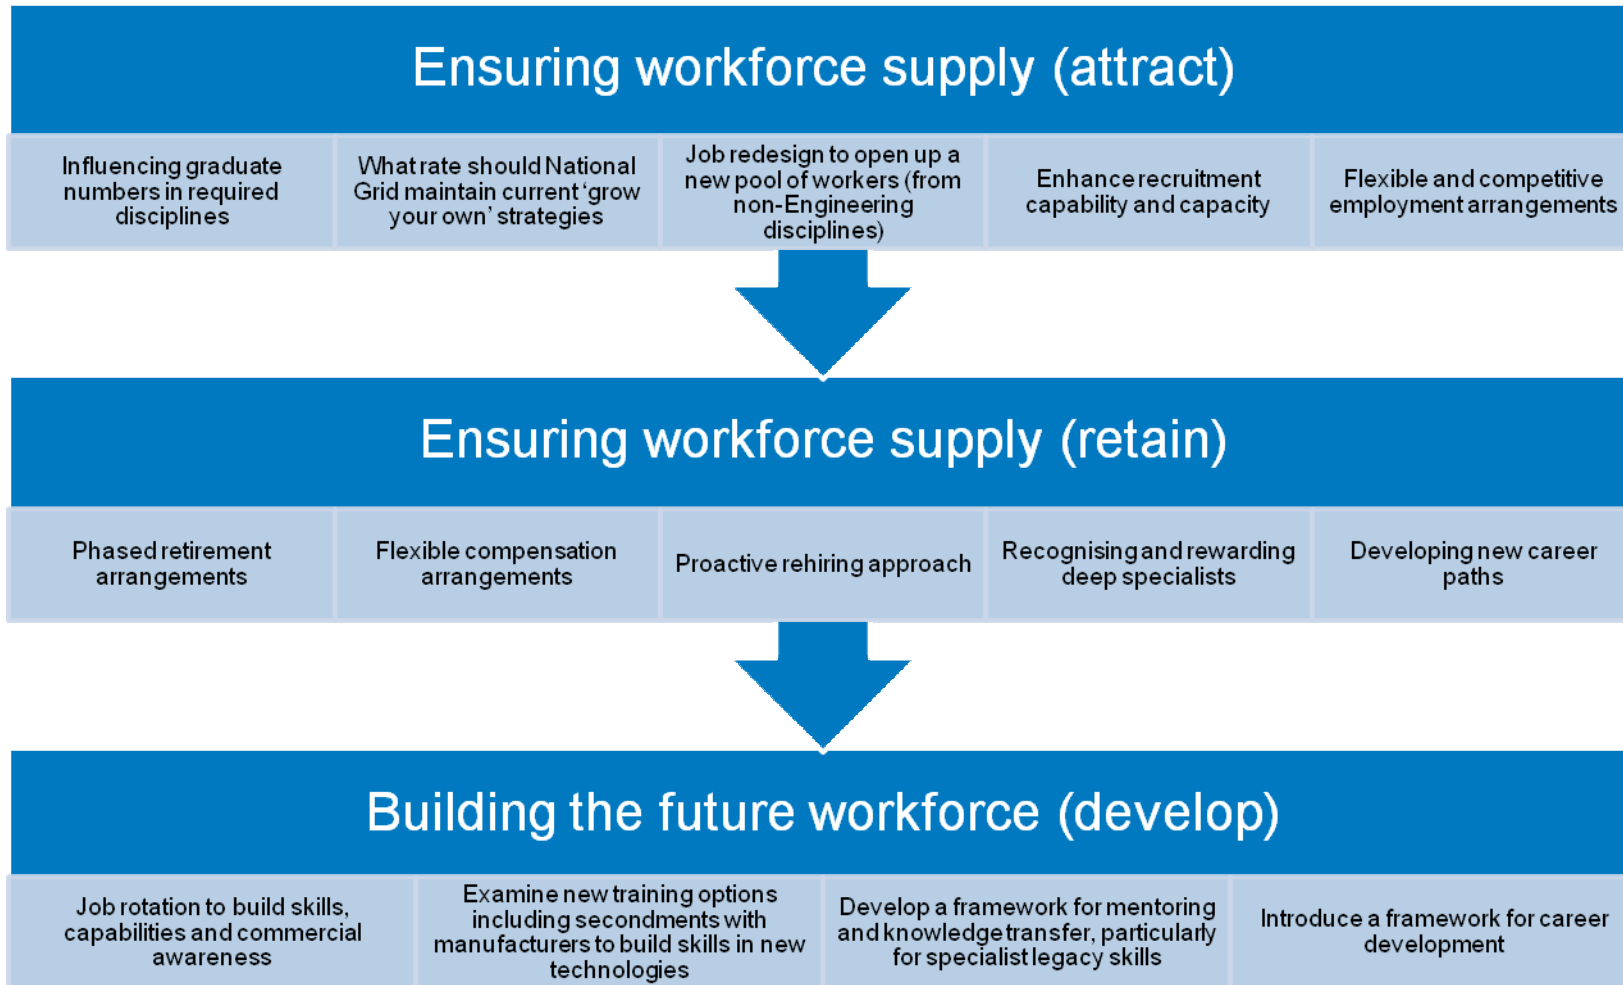 Ensuring workforce supply (attract)
Influencing graduate
numbers in required
disciplines
What rate should National
Grid maintain current ‘grow
your own’ strategies
Job redesign to open up a
new pool of workers (from
non-Engineering
disciplines)
Enhance recruitment
capability and capacity
Flexible and competitive
employment arrangements
Ensuring workforce supply (retain)
Phased retirement
arrangements
Flexible compensation
arrangements
Proactive rehiring approach
Recognising and rewarding
deep specialists
Developing new career
paths
Building the future workforce (develop)
Job rotation to build skills,
capabilities and commercial
awareness
Examine new training options
including secondments with
manufacturers to build skills in new
technologies
Develop a framework for mentoring
and knowledge transfer, particularly
for specialist legacy skills
Introduce a framework for career
development